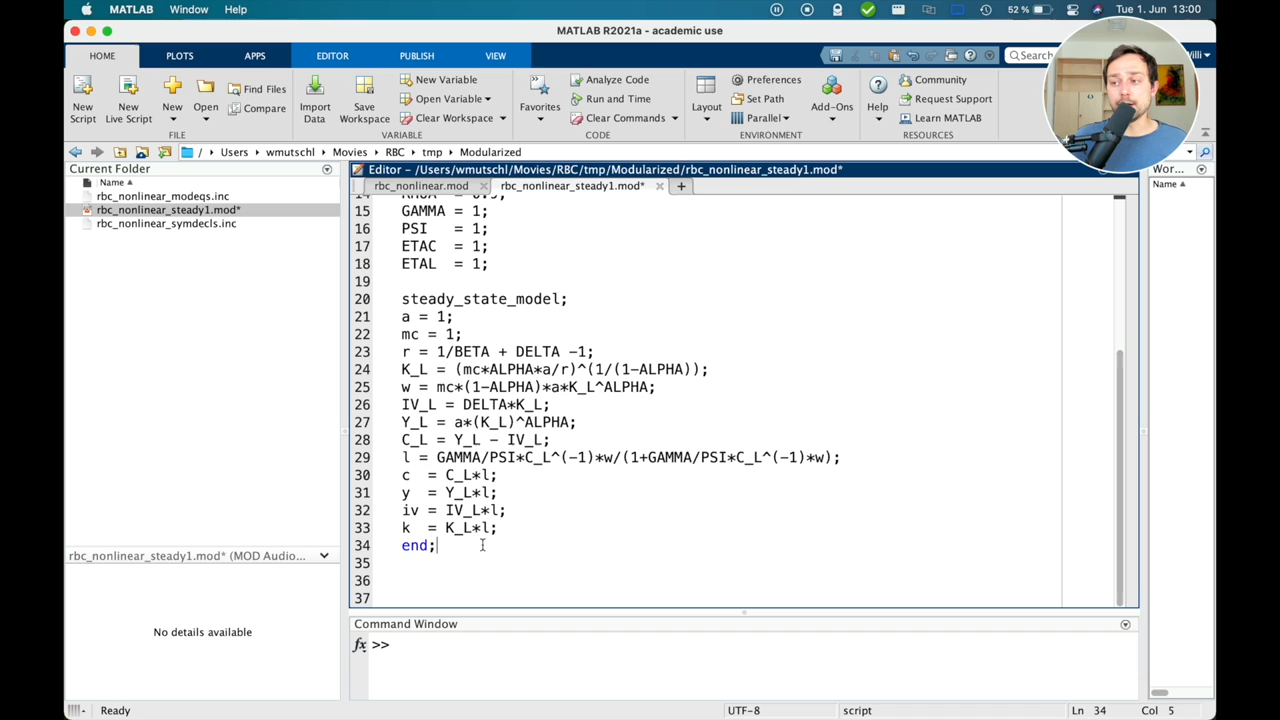 MATLAB Window Help 52 % Tue 1. Jun 13:00
MATLAB R2021a - academic use
HOME PLOTS APPS EDITOR PUBLISH VIEW Search
New Script
New Live Script
New
Open
Find Files
Compare
Import Data
Save Workspace
New Variable
Open Variable
Clear Workspace
Favorites
Analyze Code
Run and Time
Clear Commands
Layout
Preferences
Set Path
Parallel
Add-Ons
Help
Community
Request Support
Learn MATLAB
FILE VARIABLE CODE ENVIRONMENT RESOURCES
/ Users wmutschl Movies RBC tmp Modularized
Current Folder
Name
rbc_nonlinear_modeqs.inc
rbc_nonlinear_steady1.mod*
rbc_nonlinear_symdecls.inc
rbc_nonlinear_steady1.mod* (MOD Audio...
No details available
Editor - /Users/wmutschl/Movies/RBC/tmp/Modularized/rbc_nonlinear_steady1.mod*
rbc_nonlinear.mod rbc_nonlinear_steady1.mod* +
15 GAMMA = 1;
16 PSI = 1;
17 ETAC = 1;
18 ETAL = 1;
19
20 steady_state_model;
21 a = 1;
22 mc = 1;
23 r = 1/BETA + DELTA -1;
24 K_L = (mc*ALPHA*a/r)^(1/(1-ALPHA));
25 w = mc*(1-ALPHA)*a*K_L^ALPHA;
26 IV_L = DELTA*K_L;
27 Y_L = a*(K_L)^ALPHA;
28 C_L = Y_L - IV_L;
29 l = GAMMA/PSI*C_L^(-1)*w/(1+GAMMA/PSI*C_L^(-1)*w);
30 c = C_L*l;
31 y = Y_L*l;
32 iv = IV_L*l;
33 k = K_L*l;
34 end;
35
36
37
Command Window
fx >>
Wor...
Name
Ready UTF-8 script Ln 34 Col 5